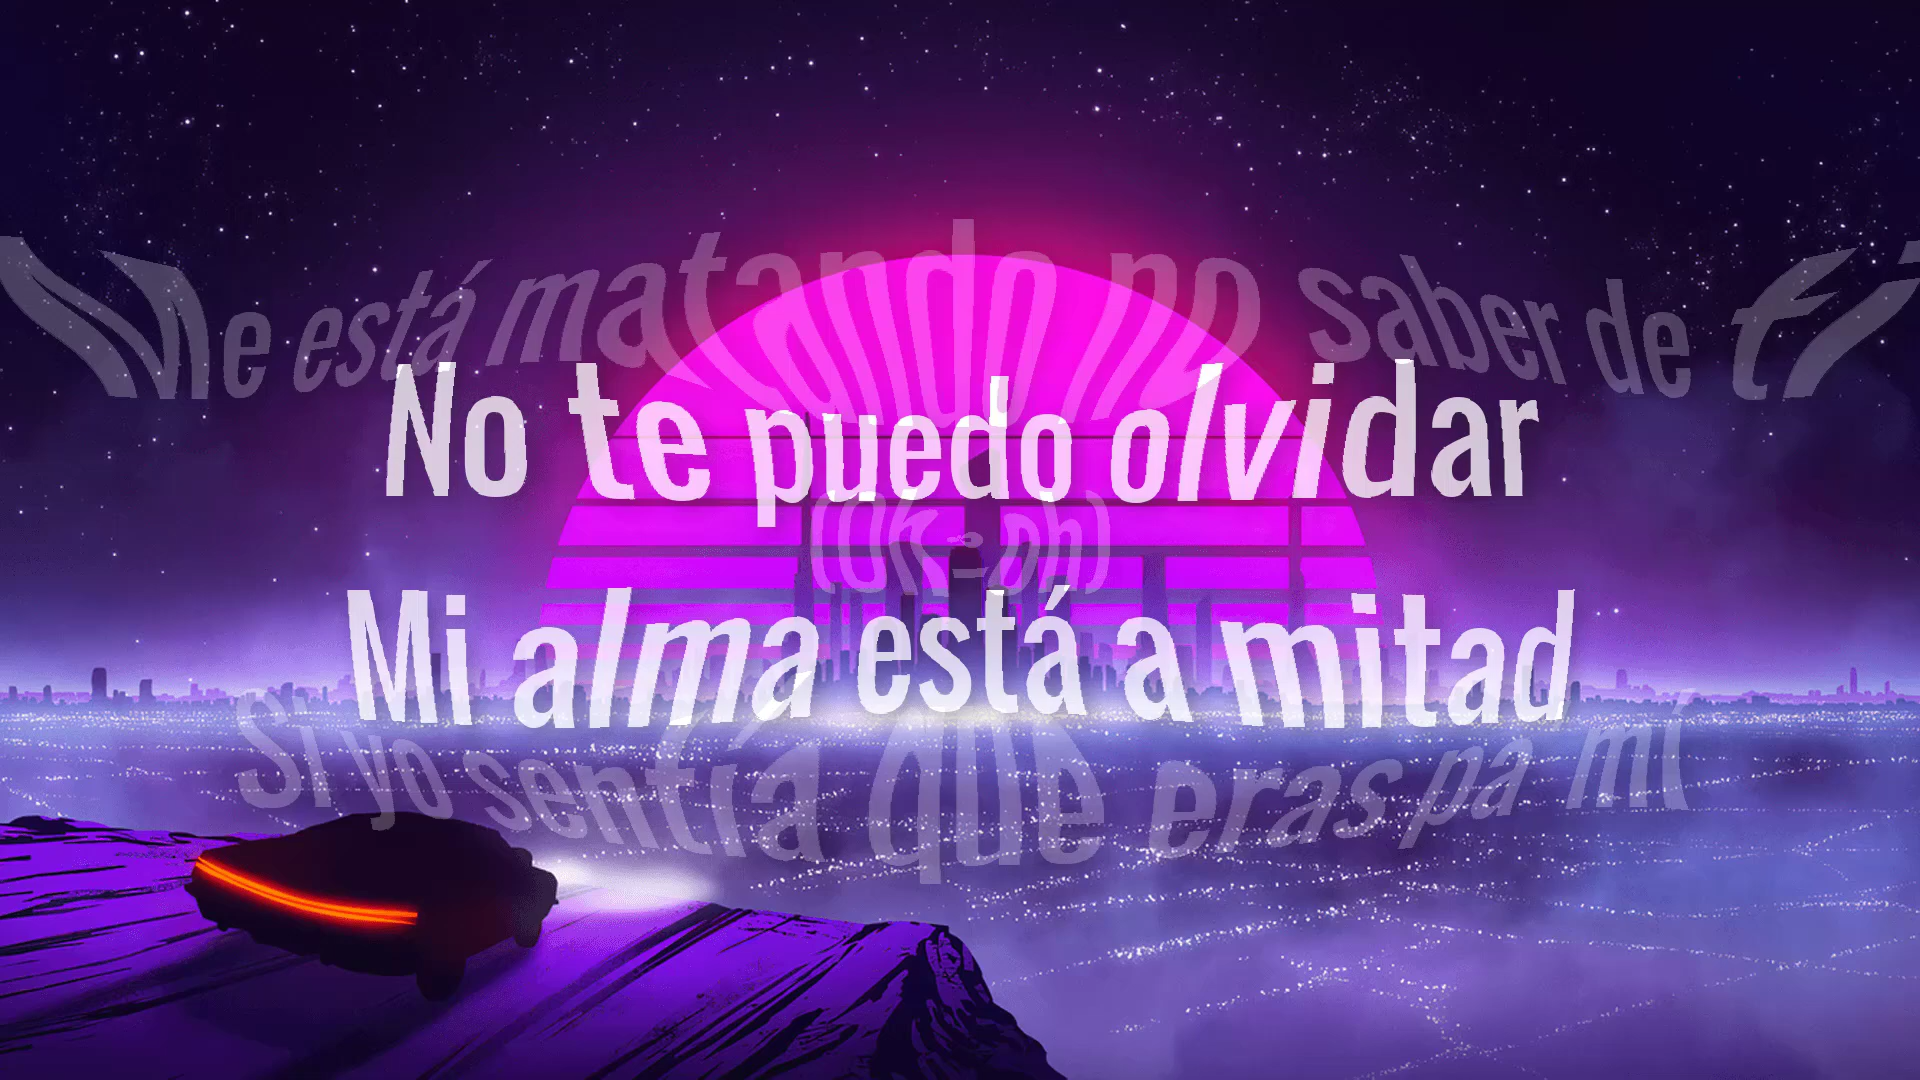 Me está matando no saber de ti
No te puedo olvidar
(Uh-oh)
Mi alma está a mitad
Si yo sentía que eras pa mí